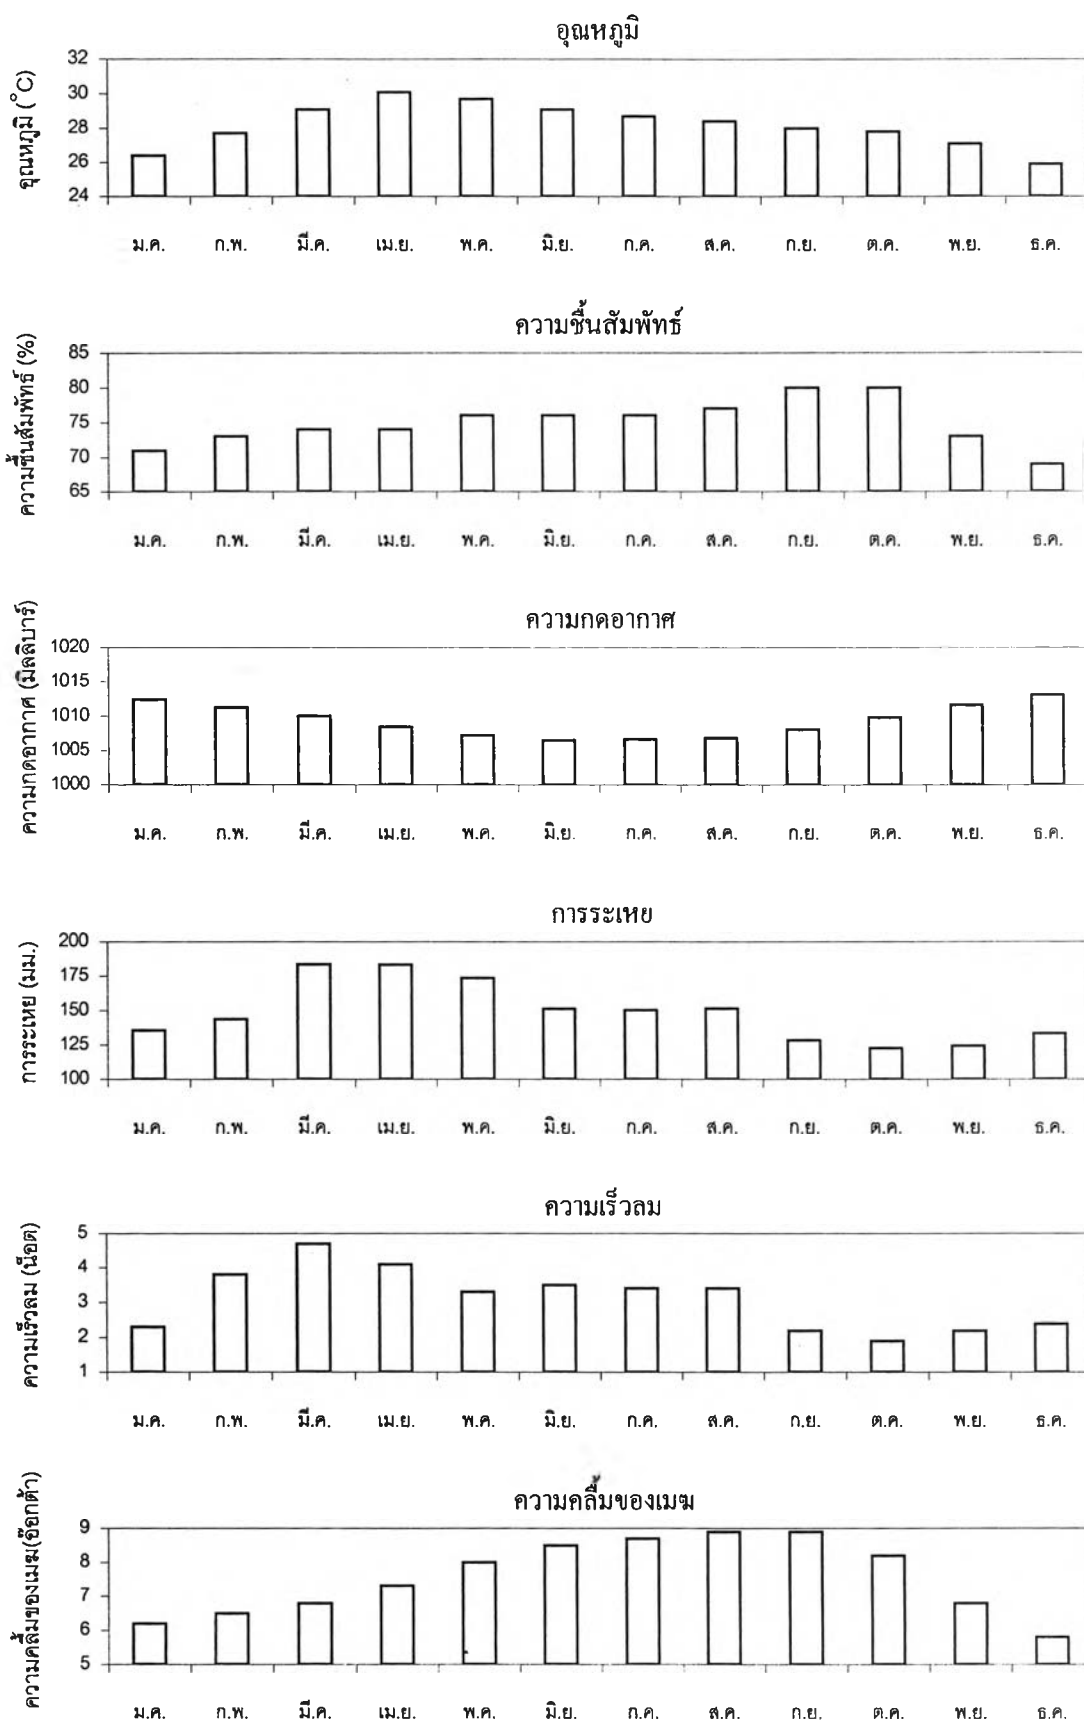 อุณหภูมิ
อุณหภูมิ (°C)
32
30
28
26
24
ม.ค. ก.พ. มี.ค. เม.ย. พ.ค. มิ.ย. ก.ค. ส.ค. ก.ย. ต.ค. พ.ย. ธ.ค.
ความชื้นสัมพัทธ์
ความชื้นสัมพัทธ์ (%)
85
80
75
70
65
ม.ค. ก.พ. มี.ค. เม.ย. พ.ค. มิ.ย. ก.ค. ส.ค. ก.ย. ต.ค. พ.ย. ธ.ค.
ความกดอากาศ
ความกดอากาศ (มิลลิบาร์)
1020
1015
1010
1005
1000
ม.ค. ก.พ. มี.ค. เม.ย. พ.ค. มิ.ย. ก.ค. ส.ค. ก.ย. ต.ค. พ.ย. ธ.ค.
การระเหย
การระเหย (มม.)
200
175
150
125
100
ม.ค. ก.พ. มี.ค. เม.ย. พ.ค. มิ.ย. ก.ค. ส.ค. ก.ย. ต.ค. พ.ย. ธ.ค.
ความเร็วลม
ความเร็วลม (น็อต)
5
4
3
2
1
ม.ค. ก.พ. มี.ค. เม.ย. พ.ค. มิ.ย. ก.ค. ส.ค. ก.ย. ต.ค. พ.ย. ธ.ค.
ความคลึ้มของเมฆ
ความคลึ้มของเมฆ(อ๊อกต้า)
9
8
7
6
5
ม.ค. ก.พ. มี.ค. เม.ย. พ.ค. มิ.ย. ก.ค. ส.ค. ก.ย. ต.ค. พ.ย. ธ.ค.